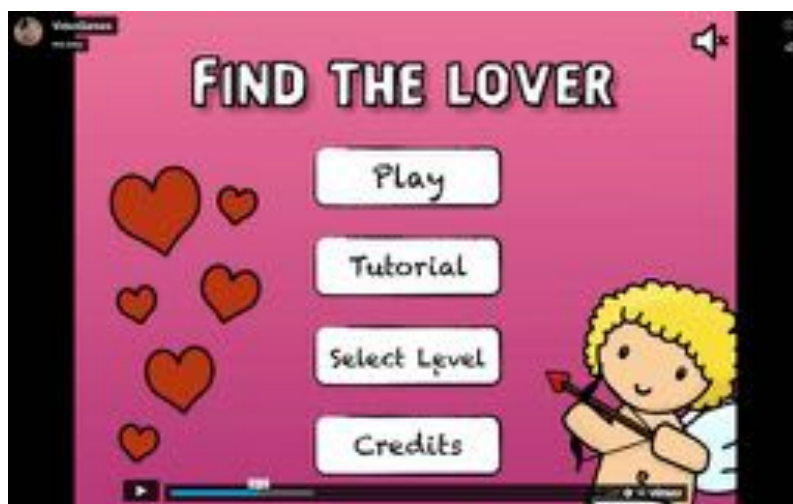 FIND THE LOVER
Play
Tutorial
Select Level
Credits